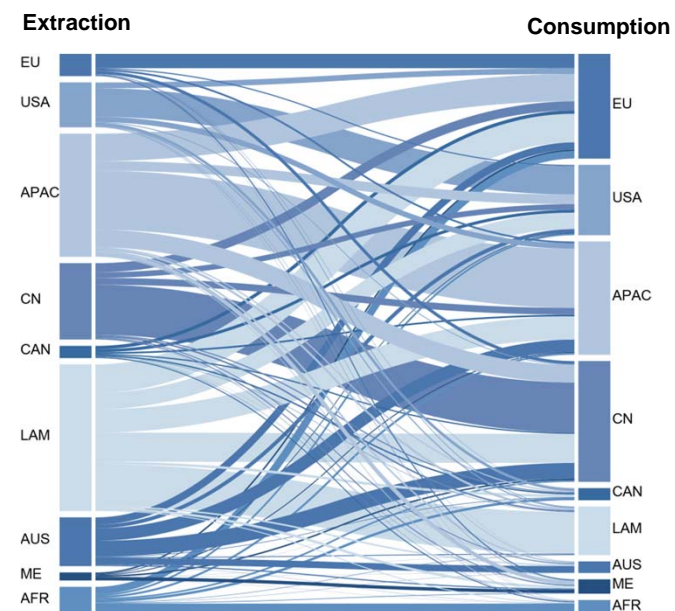 Extraction
Consumption
EU
USA
APAC
CN
CAN
LAM
AUS
ME
AFR
EU
USA
APAC
CN
CAN
LAM
AUS
ME
AFR